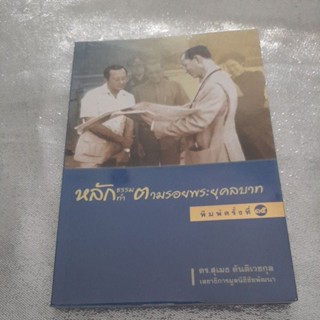 หลักธรรม หลักทำ ตามรอยพระยุคลบาท
พิมพ์ครั้งที่ ๑๕
ดร.สุเมธ ตันติเวชกุล
เลขาธิการมูลนิธิชัยพัฒนา